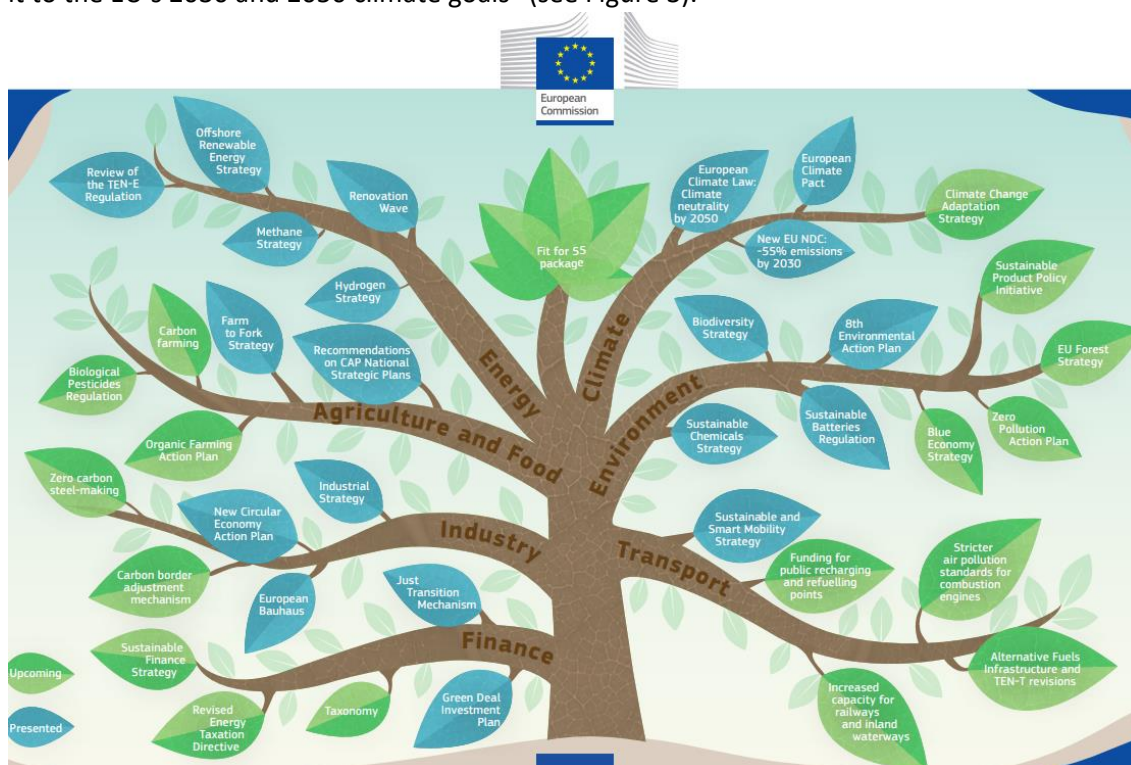 it to the EU's 2030 and 2050 climate goals" (see Figure 3).
European
Commission
Offshore
Renewable
Energy
Strategy
Review of
the TEN-E
Regulation
Renovation
Wave
Methane
Strategy
Hydrogen
Strategy
Energy
Fit for 55
package
European
Climate Law:
Climate
neutrality
by 2050
European
Climate
Pact
Climate Change
Adaptation
Strategy
New EU NDC:
-55% emissions
by 2030
Climate
Carbon
farming
Farm
to Fork
Strategy
Recommendations
on CAP National
Strategic Plans
Biological
Pesticides
Regulation
Organic Farming
Action Plan
Agriculture and Food
Sustainable
Product Policy
Initiative
Biodiversity
Strategy
8th
Environmental
Action Plan
EU Forest
Strategy
Sustainable
Chemicals
Strategy
Sustainable
Batteries
Regulation
Blue
Economy
Strategy
Zero
Pollution
Action Plan
Environment
Zero carbon
steel-making
Industrial
Strategy
New Circular
Economy
Action Plan
Carbon border
adjustment
mechanism
European
Bauhaus
Industry
Sustainable and
Smart Mobility
Strategy
Funding for
public recharging
and refuelling
points
Stricter
air pollution
standards for
combustion
engines
Alternative Fuels
Infrastructure and
TEN-T revisions
Increased
capacity for
railways
and inland
waterways
Transport
Just
Transition
Mechanism
Sustainable
Finance
Strategy
Revised
Energy
Taxation
Directive
Taxonomy
Green Deal
Investment
Plan
Finance
Upcoming
Presented